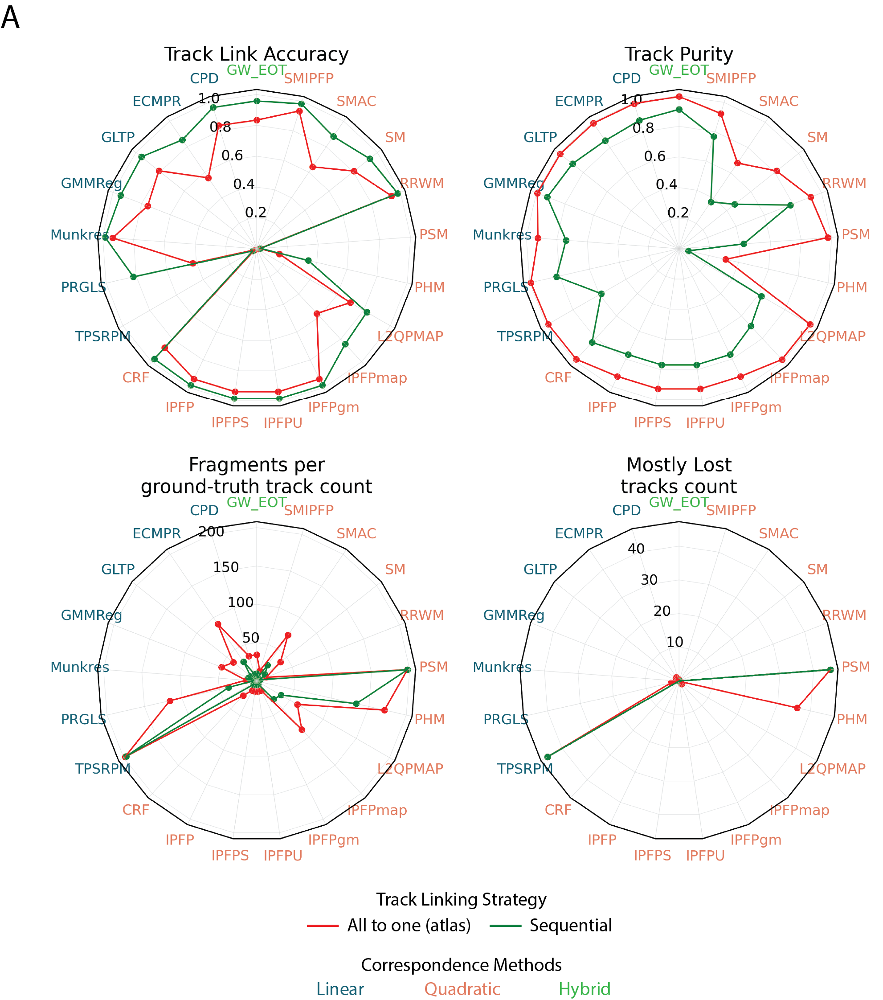 A
Track Link Accuracy
GW_EOT
CPD
SMIPFP
ECMPR
SMAC
GLTP
SM
GMMReg
RRWM
Munkres
PSM
PRGLS
PHM
TPSRPM
L2QPMAP
CRF
IPFPmap
IPFP
IPFPgm
IPFPS
IPFPU
1.0
0.8
0.6
0.4
0.2
Track Purity
GW_EOT
CPD
SMIPFP
ECMPR
SMAC
GLTP
SM
GMMReg
RRWM
Munkres
PSM
PRGLS
PHM
TPSRPM
L2QPMAP
CRF
IPFPmap
IPFP
IPFPgm
IPFPS
IPFPU
1.0
0.8
0.6
0.4
0.2
Fragments per
ground-truth track count
GW_EOT
CPD
SMIPFP
ECMPR
SMAC
GLTP
SM
GMMReg
RRWM
Munkres
PSM
PRGLS
PHM
TPSRPM
L2QPMAP
CRF
IPFPmap
IPFP
IPFPgm
IPFPS
IPFPU
200
150
100
50
Mostly Lost
tracks count
GW_EOT
CPD
SMIPFP
ECMPR
SMAC
GLTP
SM
GMMReg
RRWM
Munkres
PSM
PRGLS
PHM
TPSRPM
L2QPMAP
CRF
IPFPmap
IPFP
IPFPgm
IPFPS
IPFPU
40
30
20
10
Track Linking Strategy
All to one (atlas) Sequential
Correspondence Methods
Linear Quadratic Hybrid